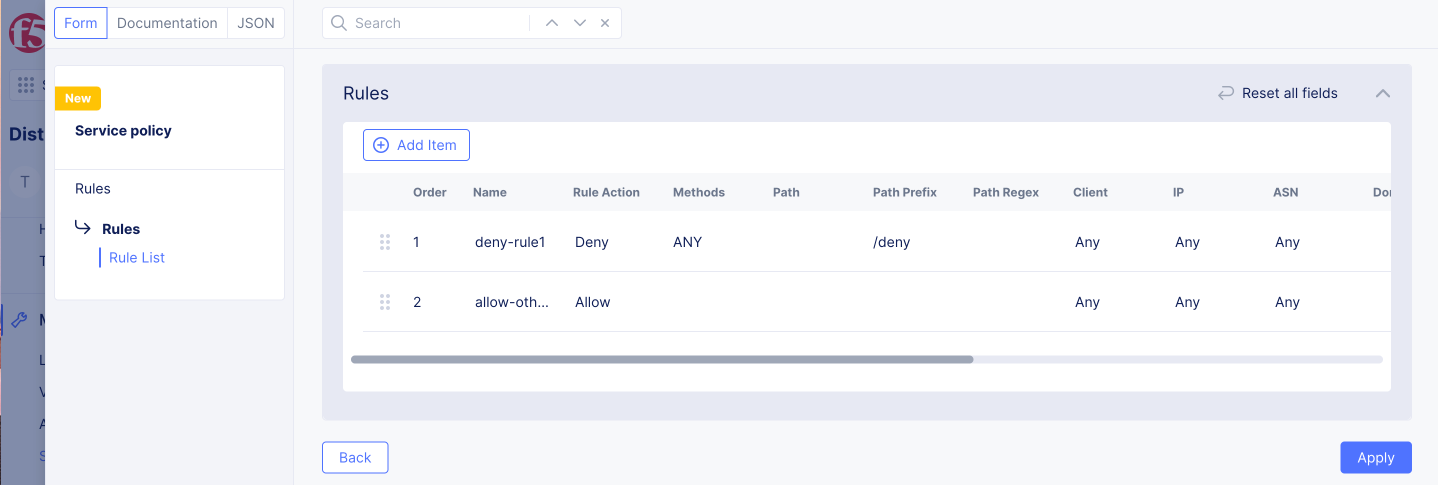 f5
Form Documentation JSON
Search
New
Service policy
Rules
Rules
Rule List
Dist
T
Rules
Reset all fields
Add Item
Order Name Rule Action Methods Path Path Prefix Path Regex Client IP ASN
1 deny-rule1 Deny ANY /deny Any Any Any
2 allow-oth... Allow Any Any Any
Back
Apply